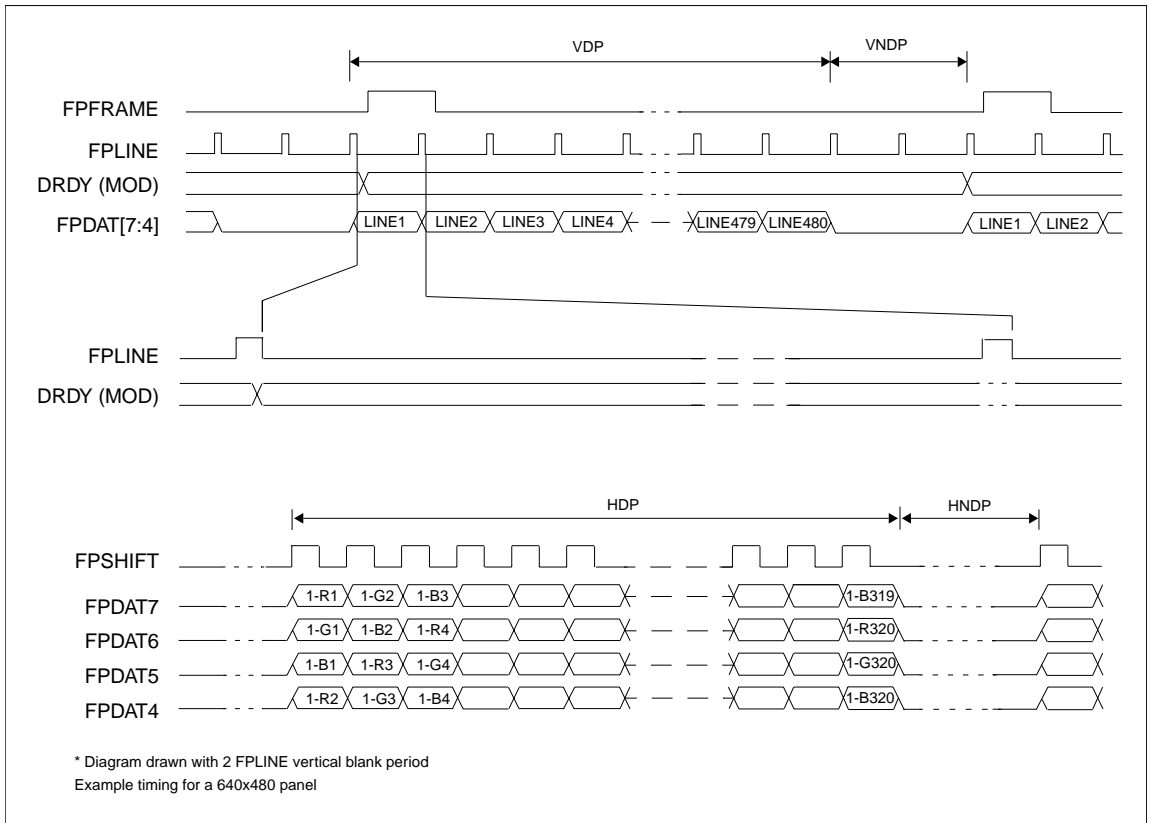 VDP VNDP
FPFRAME
FPLINE
DRDY (MOD)
FPDAT[7:4] LINE1 LINE2 LINE3 LINE4 LINE479 LINE480 LINE1 LINE2
FPLINE
DRDY (MOD)
HDP HNDP
FPSHIFT
FPDAT7 1-R1 1-G2 1-B3 1-B319
FPDAT6 1-G1 1-B2 1-R4 1-R320
FPDAT5 1-B1 1-R3 1-G4 1-G320
FPDAT4 1-R2 1-G3 1-B4 1-B320
* Diagram drawn with 2 FPLINE vertical blank period
Example timing for a 640x480 panel